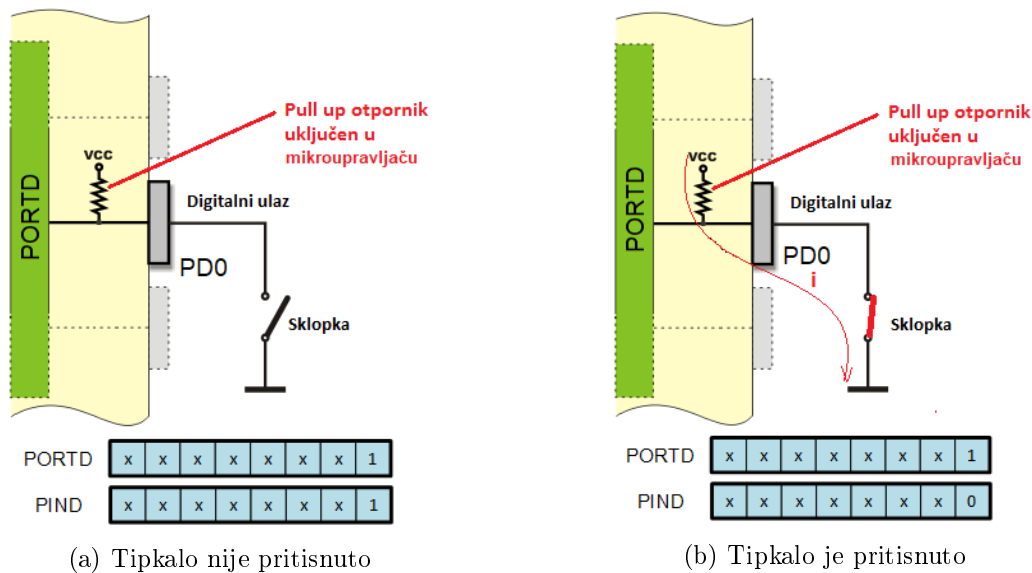 Pull up otpornik
uključen u
mikroupravljaču
vcc
PORTD
Digitalni ulaz
PD0
Sklopka
PORTD x x x x x x x 1
PIND x x x x x x x 1
(a) Tipkalo nije pritisnuto
Pull up otpornik
uključen u
mikroupravljaču
vcc
PORTD
Digitalni ulaz
PD0
i
Sklopka
PORTD x x x x x x x 1
PIND x x x x x x x 0
(b) Tipkalo je pritisnuto